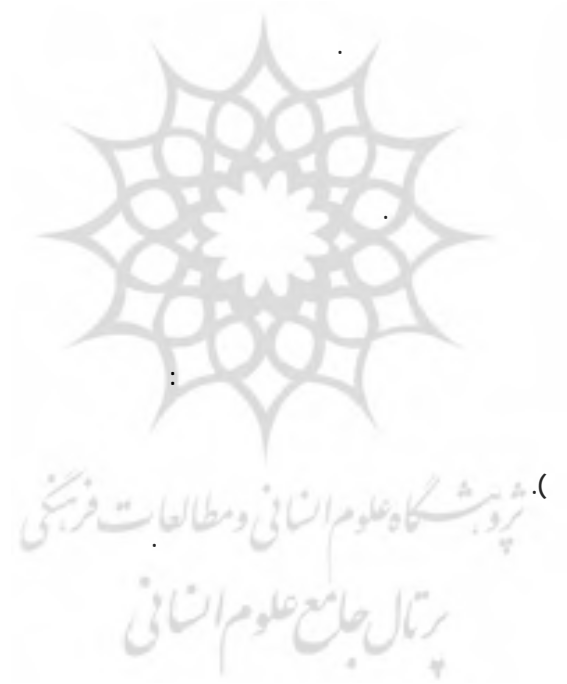 .
.
:
.(
پژوهشگاه علوم انسانی و مطالعات فرهنگی
.
پرتال جامع علوم انسانی